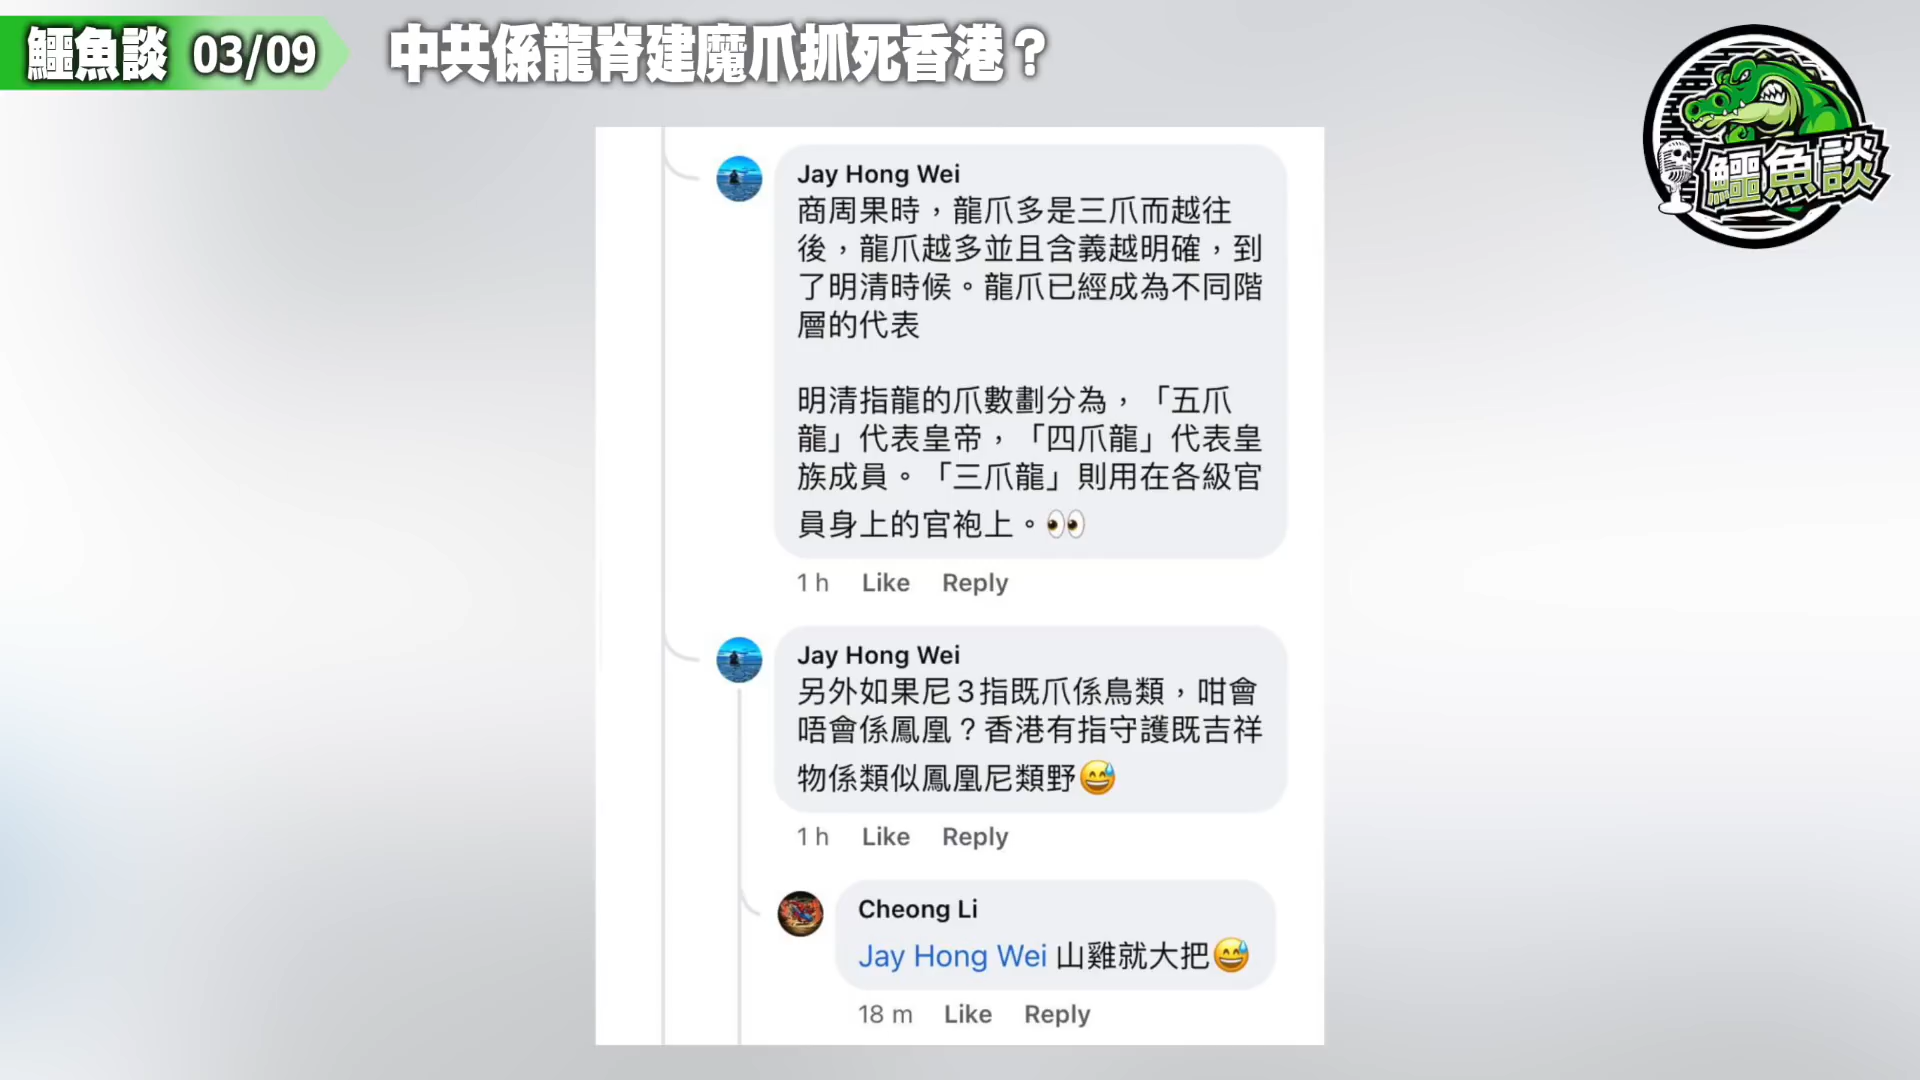 鱷魚談 03/09
中共係龍脊建魔爪抓死香港？
鱷魚談
Jay Hong Wei
商周果時，龍爪多是三爪而越往
後，龍爪越多並且含義越明確，到
了明清時候。龍爪已經成為不同階
層的代表
明清指龍的爪數劃分為，「五爪
龍」代表皇帝，「四爪龍」代表皇
族成員。「三爪龍」則用在各級官
員身上的官袍上。👀
1 h Like Reply
Jay Hong Wei
另外如果尼3指既爪係鳥類，咁會
唔會係鳳凰？香港有指守護既吉祥
物係類似鳳凰尼類野😅
1 h Like Reply
Cheong Li
Jay Hong Wei 山雞就大把😅
18 m Like Reply